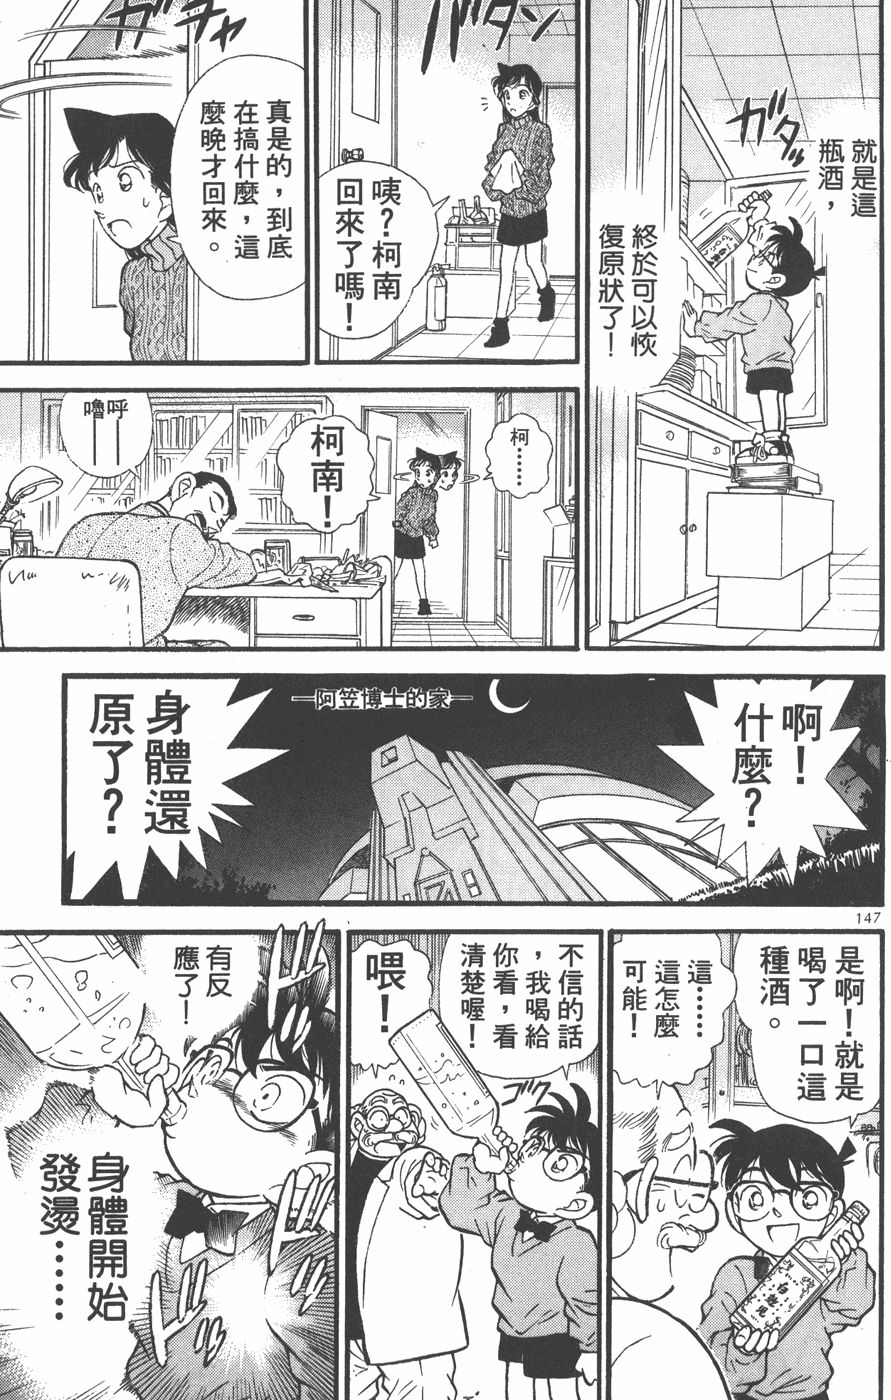 就是這
瓶酒，
終於可以恢
復原狀了！
ガタ
ガタン
咦？柯南
回來了嗎！
ガチャ
真是的，到底
在搞什麼，這
麼晚才回來。
柯……
柯南！
呼
嚕——
啊！
什麼？
—阿笠博士的家—
身體還
原了？
147
是啊！就是
喝了一口這
種酒。
這……
這怎麼
可能！
不信的話
，我喝給
你看，看
清楚喔！
喂！
ゴク
有反
應了！
身體開始
發燙……